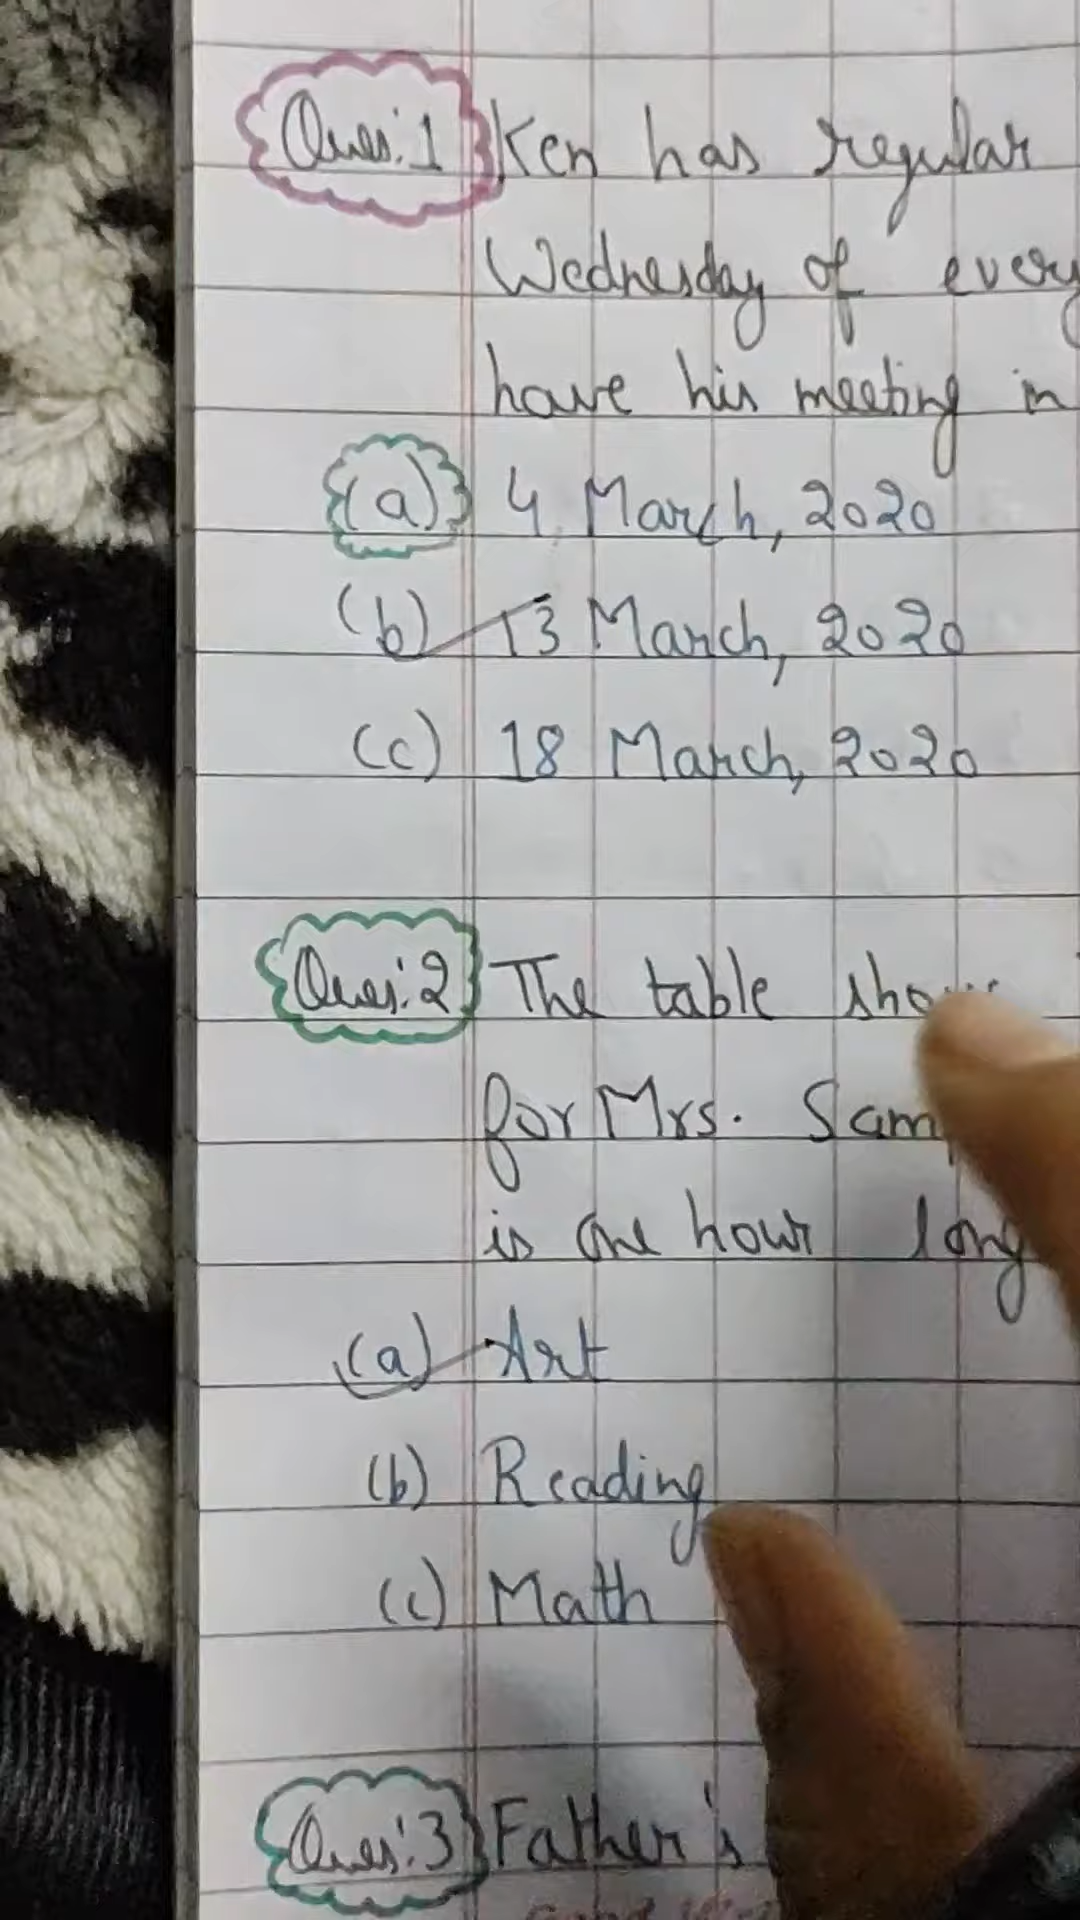 Ques:1 Ken has regular
Wednesday of every
have his meeting in
(a) 4 March, 2020
(b) 13 March, 2020
(c) 18 March, 2020
Ques:2 The table
for Mrs. Sam
is one hour long
(a) Art
(b) Reading
(c) Math
Ques:3 Father's